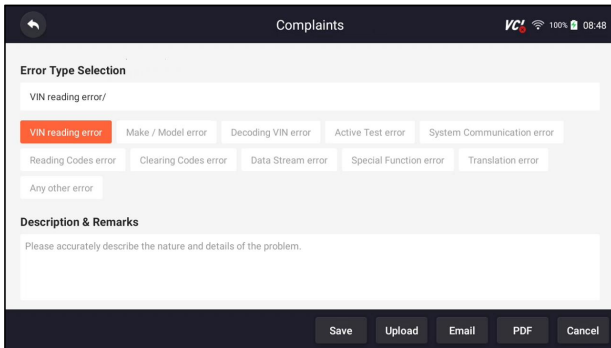 Complaints
VCI 100% 08:48
Error Type Selection
VIN reading error/
VIN reading error Make / Model error Decoding VIN error Active Test error System Communication error
Reading Codes error Clearing Codes error Data Stream error Special Function error Translation error
Any other error
Description & Remarks
Please accurately describe the nature and details of the problem.
Save Upload Email PDF Cancel